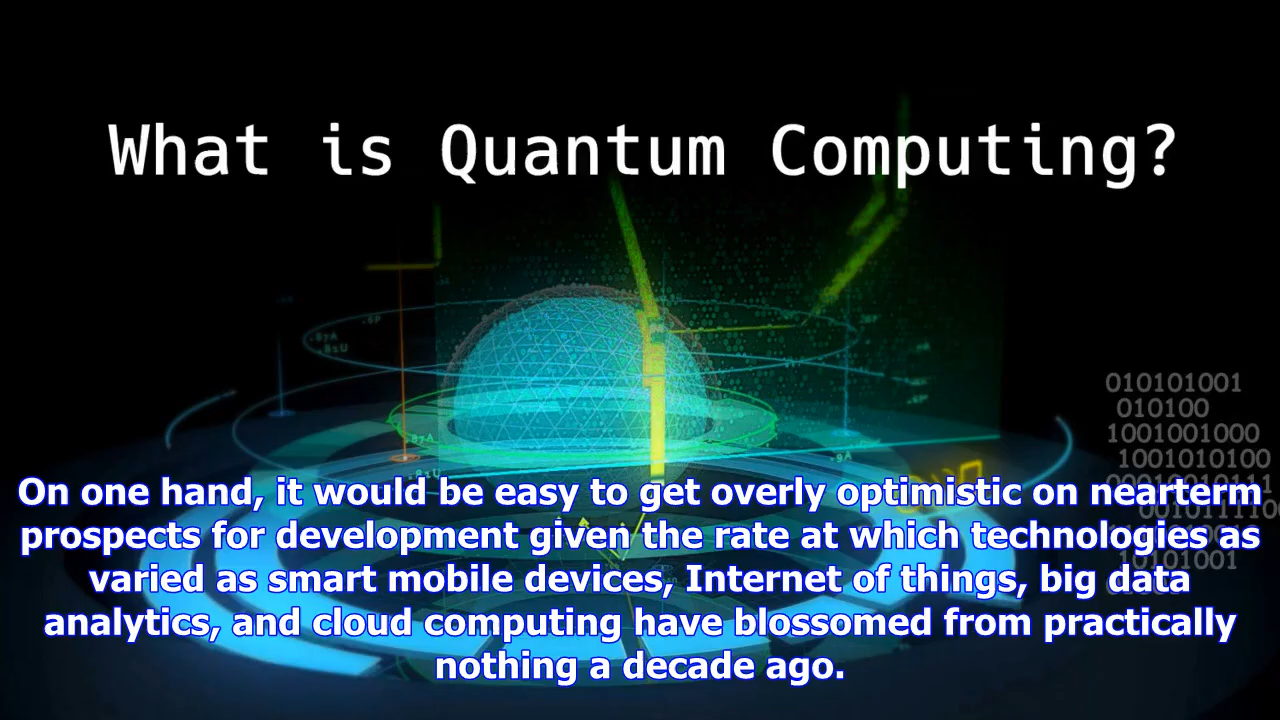 What is Quantum Computing?
010101001
010100
1001001000
1001010100
On one hand, it would be easy to get overly optimistic on nearterm
prospects for development given the rate at which technologies as
varied as smart mobile devices, Internet of things, big data
analytics, and cloud computing have blossomed from practically
nothing a decade ago.